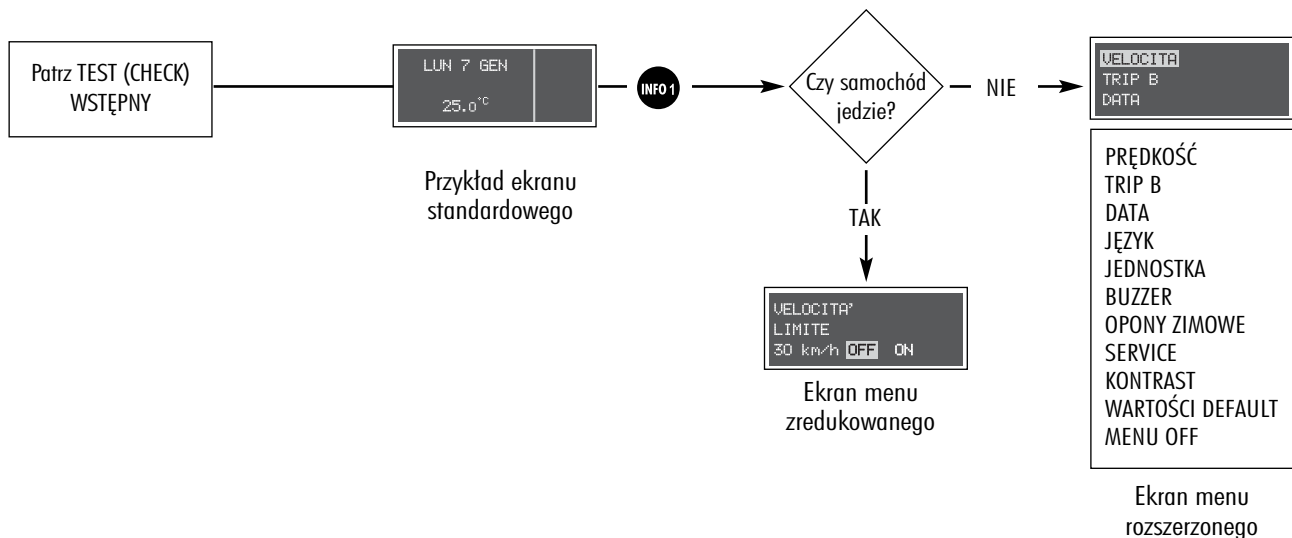 Patrz TEST (CHECK)
WSTĘPNY
LUN 7 GEN
25.0°C
Przykład ekranu
standardowego
INFO 1
Czy samochód
jedzie?
NIE
VELOCITA
TRIP B
DATA
PRĘDKOŚĆ
TRIP B
DATA
JĘZYK
JEDNOSTKA
BUZZER
OPONY ZIMOWE
SERVICE
KONTRAST
WARTOŚCI DEFAULT
MENU OFF
Ekran menu
rozszerzonego
TAK
VELOCITA'
LIMITE
30 km/h OFF ON
Ekran menu
zredukowanego